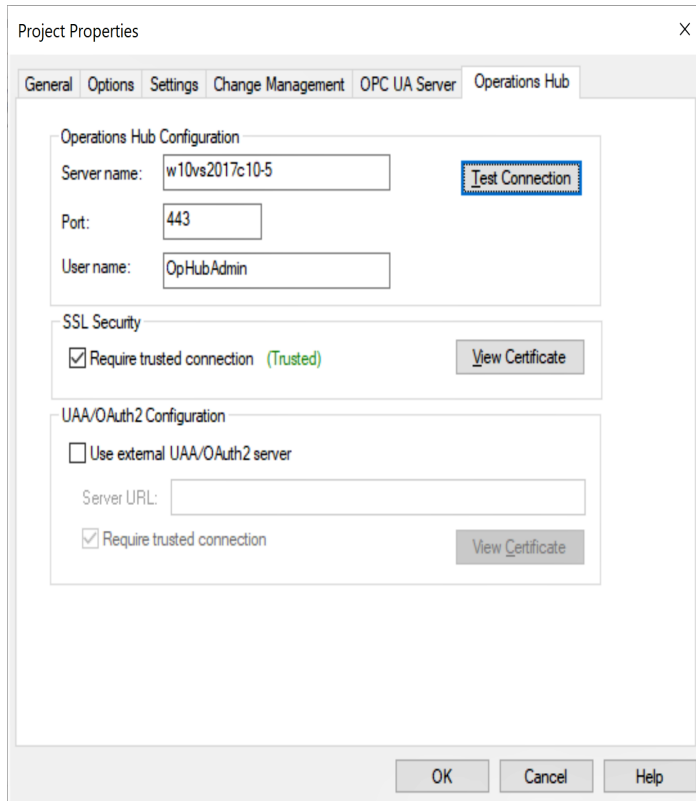 Project Properties
General Options Settings Change Management OPC UA Server Operations Hub
Operations Hub Configuration
Server name: w10vs2017c10-5 Test Connection
Port: 443
User name: OpHubAdmin
SSL Security
Require trusted connection (Trusted) View Certificate
UAA/OAuth2 Configuration
Use external UAA/OAuth2 server
Server URL:
Require trusted connection View Certificate
OK Cancel Help